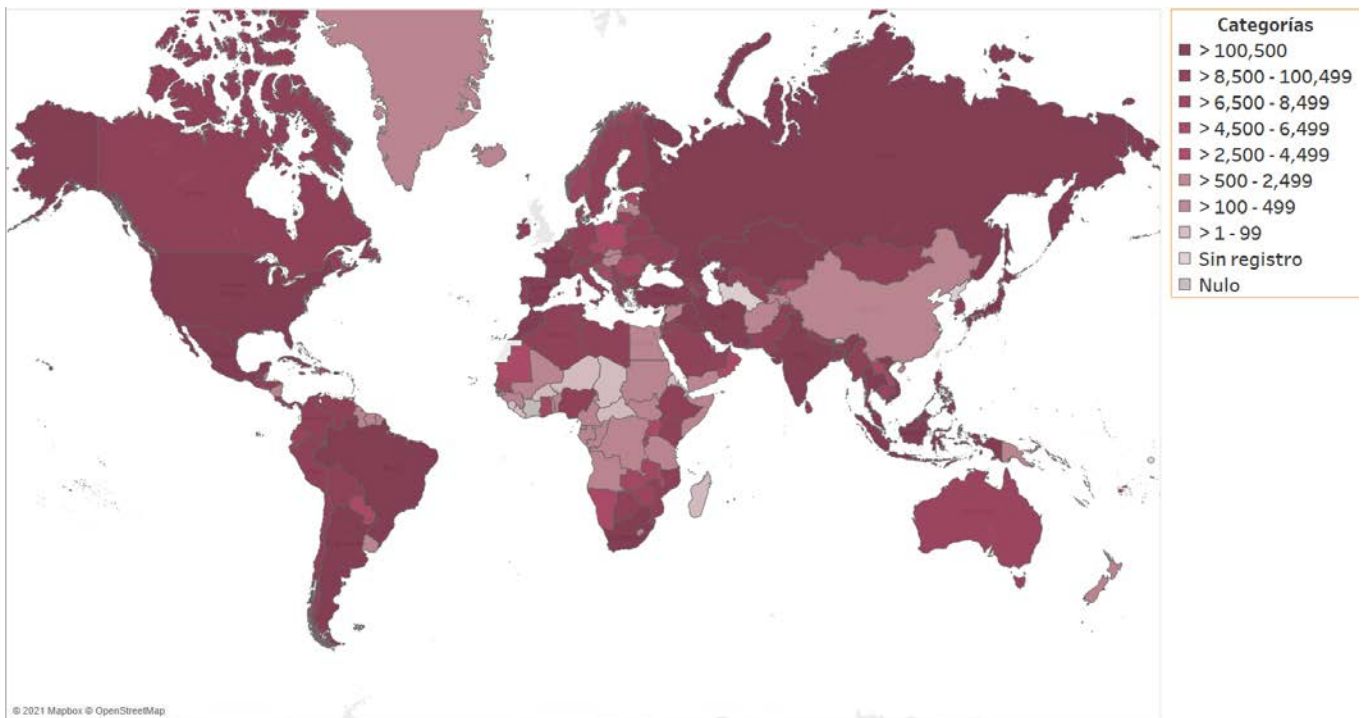 Categorías
> 100,500
> 8,500 - 100,499
> 6,500 - 8,499
> 4,500 - 6,499
> 2,500 - 4,499
> 500 - 2,499
> 100 - 499
> 1 - 99
Sin registro
Nulo
© 2021 Mapbox © OpenStreetMap